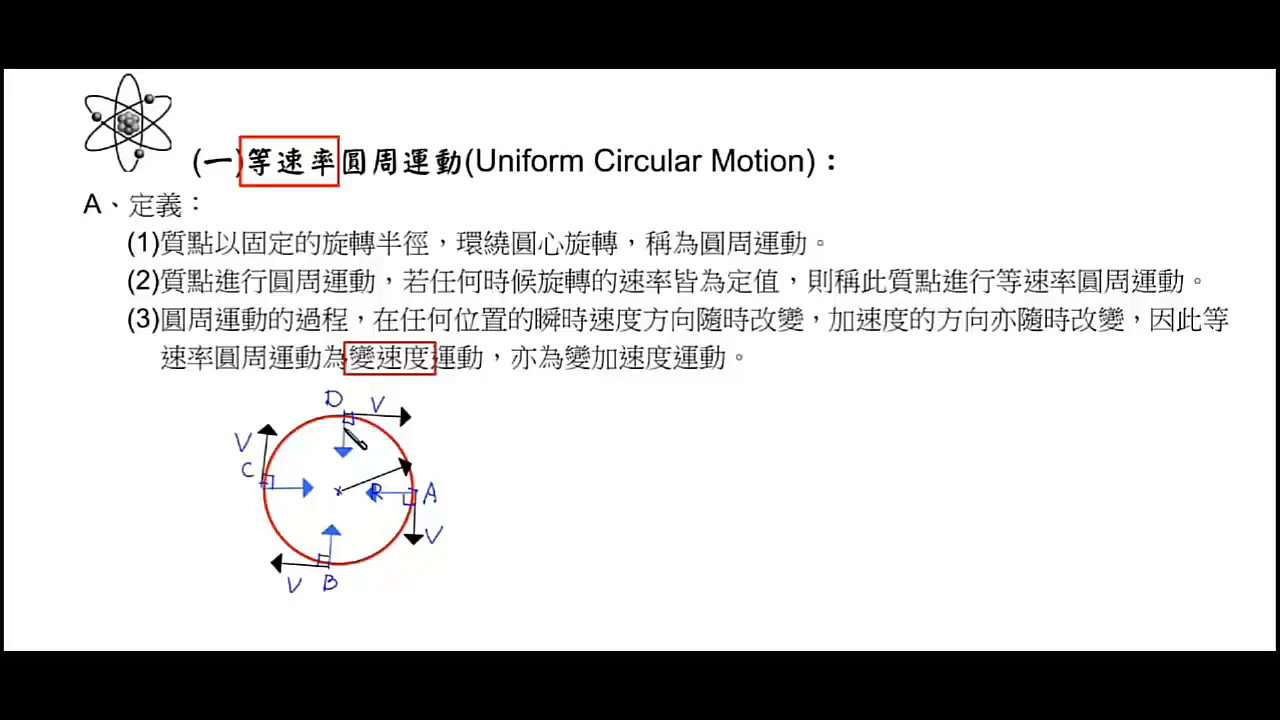 (一)等速率圓周運動(Uniform Circular Motion)：
A、定義：
(1)質點以固定的旋轉半徑，環繞圓心旋轉，稱為圓周運動。
(2)質點進行圓周運動，若任何時候旋轉的速率皆為定值，則稱此質點進行等速率圓周運動。
(3)圓周運動的過程，在任何位置的瞬時速度方向隨時改變，加速度的方向亦隨時改變，因此等
速率圓周運動為變速度運動，亦為變加速度運動。
D V
V
C
R A
V
V B